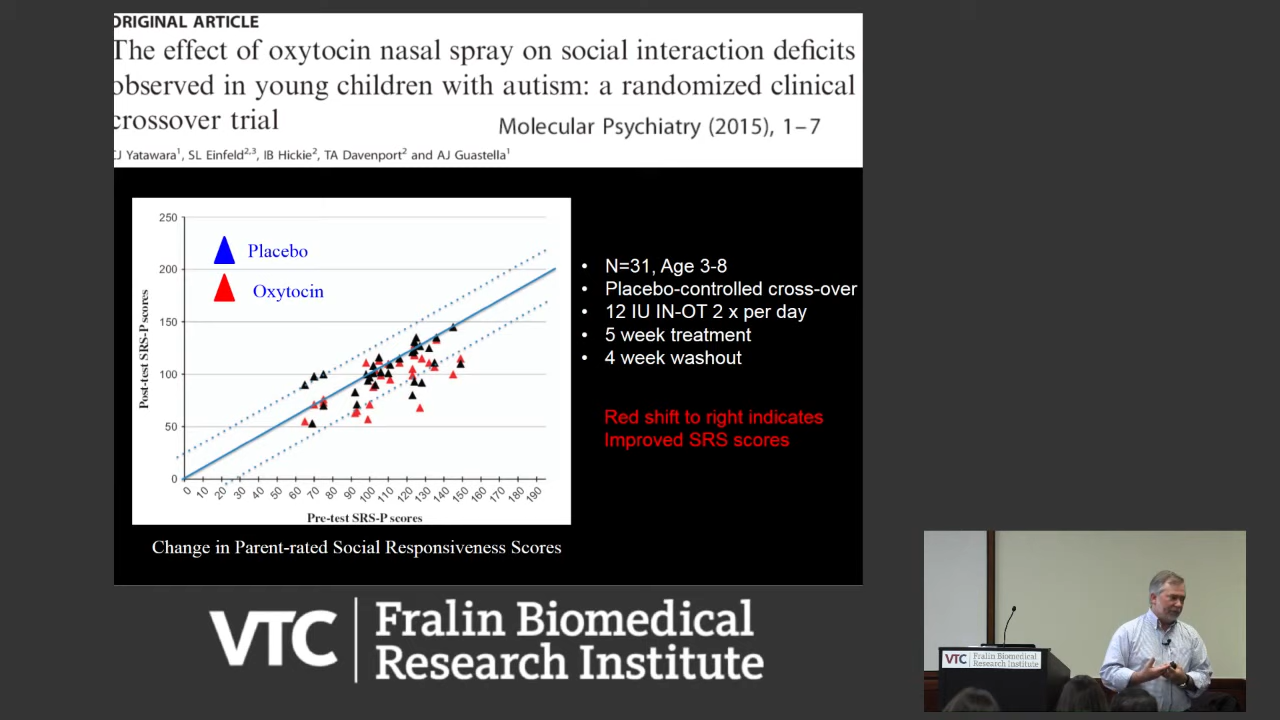 ORIGINAL ARTICLE
The effect of oxytocin nasal spray on social interaction deficits
observed in young children with autism: a randomized clinical
crossover trial
Molecular Psychiatry (2015), 1–7
CJ Yatawara1, SL Einfeld2,3, IB Hickie2, TA Davenport2 and AJ Guastella1
250
200
150
100
50
0
Post-test SRS-P scores
Placebo
Oxytocin
0 10 20 30 40 50 60 70 80 90 100 110 120 130 140 150 160 170 180 190
Pre-test SRS-P scores
Change in Parent-rated Social Responsiveness Scores
• N=31, Age 3-8
• Placebo-controlled cross-over
• 12 IU IN-OT 2 x per day
• 5 week treatment
• 4 week washout
Red shift to right indicates
Improved SRS scores
VTC
Fralin Biomedical
Research Institute
VTC
Fralin Biomedical
Research Institute